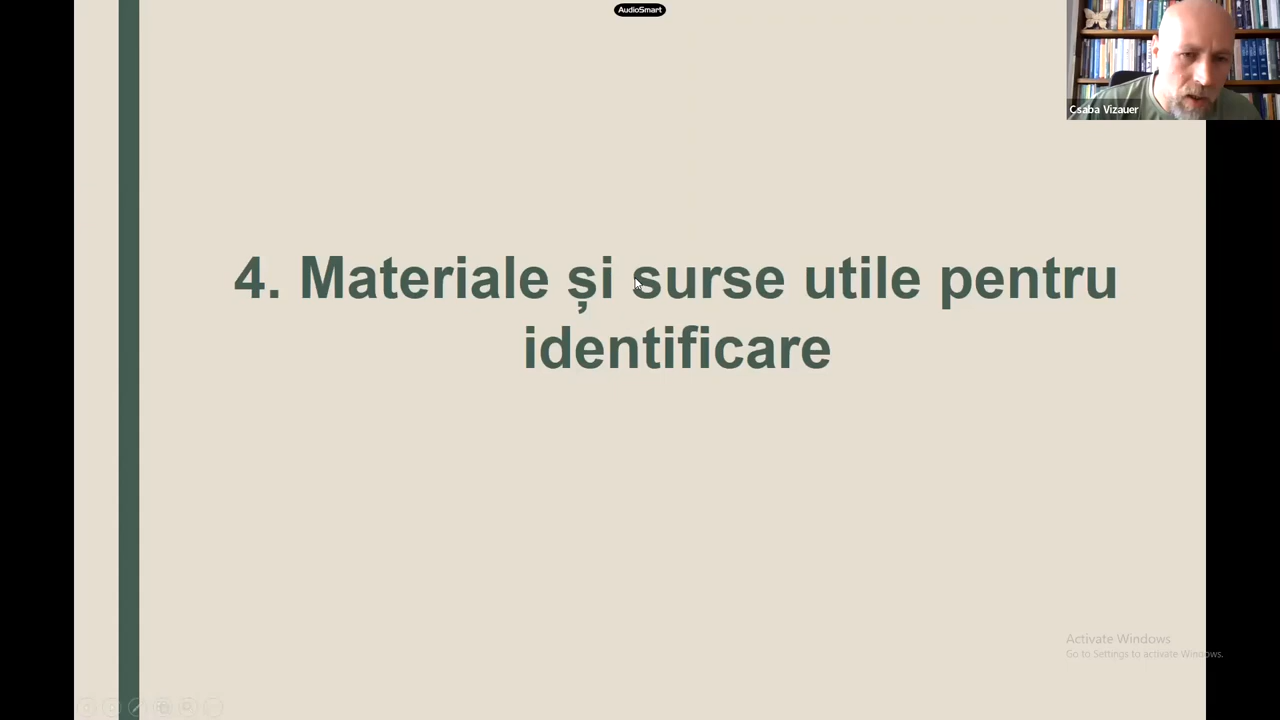 AudioSmart
Csaba Vizauer
4. Materiale și surse utile pentru
identificare
Activate Windows
Go to Settings to activate Windows.